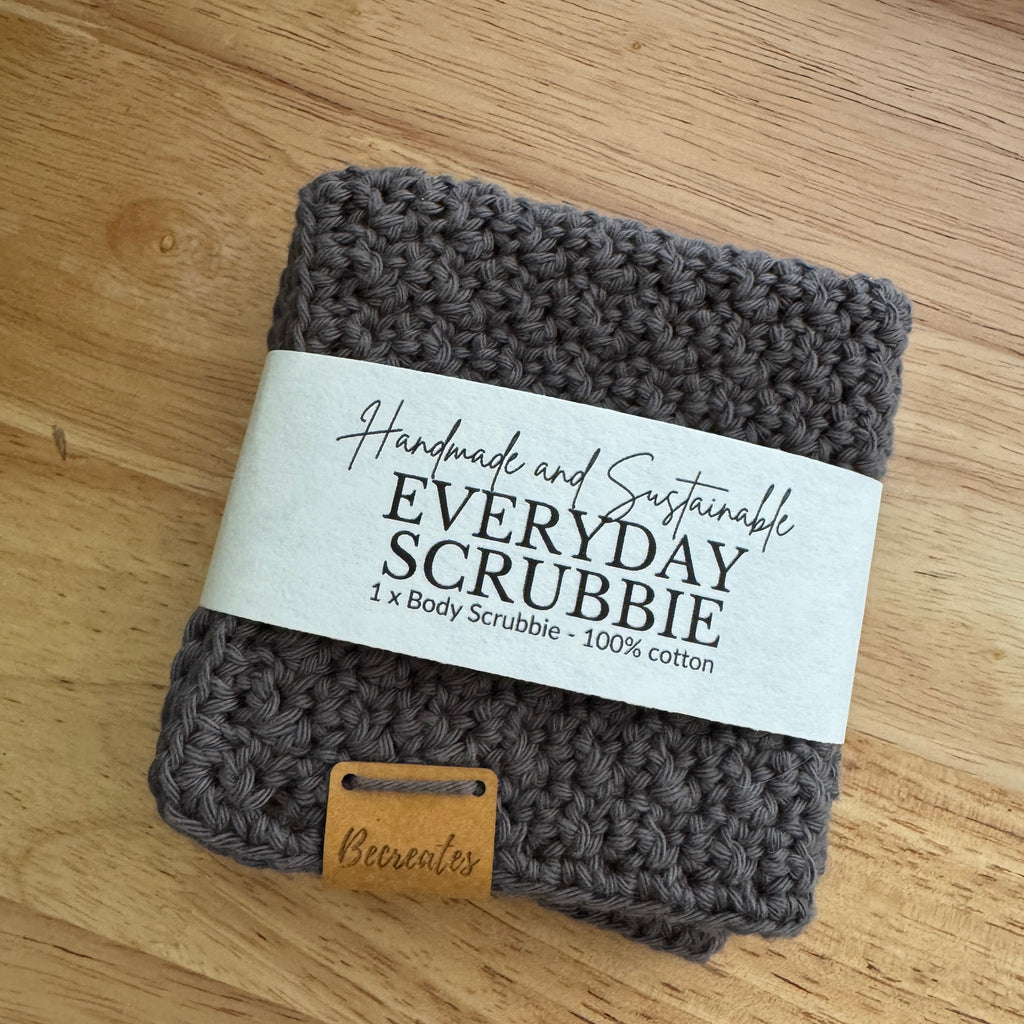 Handmade and Sustainable
EVERYDAY
SCRUBBIE
1 x Body Scrubbie - 100% cotton
Becreates